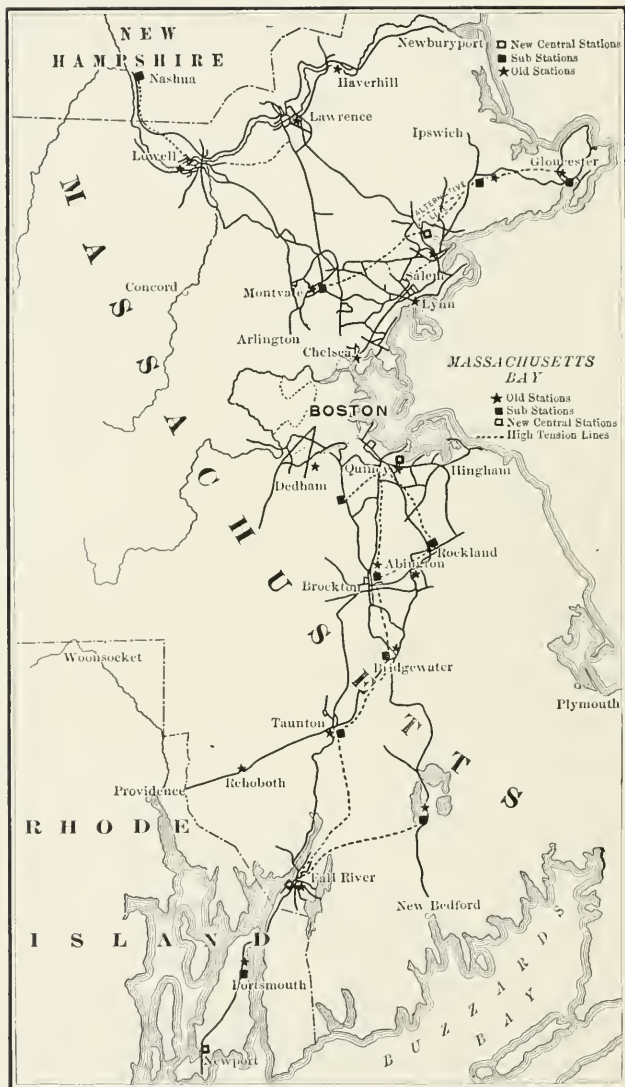 NEW
HAMPSHIRE
Nashua
Newburyport
New Central Stations
Sub Stations
Old Stations
Haverhill
Lawrence
Ipswich
Lowell
Gloucester
ALTERNATIVE
LINE
MASSACHUSETTS
Salem
Concord
Montvale
Lynn
Arlington
Chelsea
MASSACHUSETTS
BAY
Old Stations
Sub Stations
New Central Stations
High Tension Lines
BOSTON
Quincy
Hingham
Dedham
Rockland
Abington
Brockton
Woonsocket
Bridgewater
Plymouth
Taunton
Rehoboth
Providence
RHODE
ISLAND
Fall River
New Bedford
Portsmouth
Newport
BUZZARDS
BAY